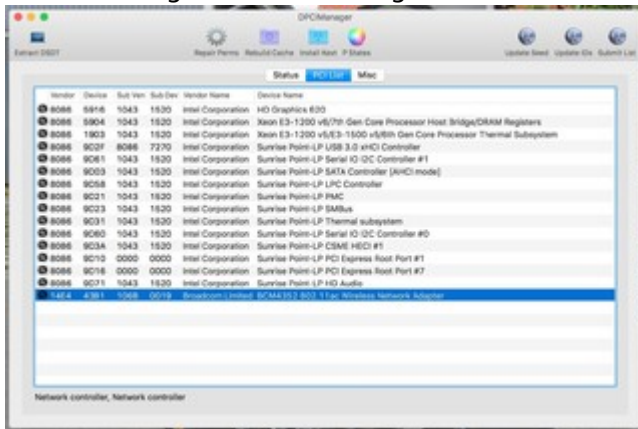 DPCIManager
Extract DSDT Repair Perms Rebuild Cache Install Kext P States Update Seed Update IDs Submit List
Status PCI List Misc
Vendor Device Sub Ven Sub Dev Vendor Name Device Name
8086 5916 1043 1520 Intel Corporation HD Graphics 620
8086 5904 1043 1520 Intel Corporation Xeon E3-1200 v6/7th Gen Core Processor Host Bridge/DRAM Registers
8086 1903 1043 1520 Intel Corporation Xeon E3-1200 v5/E3-1500 v5/6th Gen Core Processor Thermal Subsystem
8086 9D2F 8086 7270 Intel Corporation Sunrise Point-LP USB 3.0 xHCI Controller
8086 9D61 1043 1520 Intel Corporation Sunrise Point-LP Serial IO I2C Controller #1
8086 9D03 1043 1520 Intel Corporation Sunrise Point-LP SATA Controller [AHCI mode]
8086 9D58 1043 1520 Intel Corporation Sunrise Point-LP LPC Controller
8086 9D21 1043 1520 Intel Corporation Sunrise Point-LP PMC
8086 9D23 1043 1520 Intel Corporation Sunrise Point-LP SMBus
8086 9D31 1043 1520 Intel Corporation Sunrise Point-LP Thermal subsystem
8086 9D60 1043 1520 Intel Corporation Sunrise Point-LP Serial IO I2C Controller #0
8086 9D3A 1043 1520 Intel Corporation Sunrise Point-LP CSME HECI #1
8086 9D10 0000 0000 Intel Corporation Sunrise Point-LP PCI Express Root Port #1
8086 9D16 0000 0000 Intel Corporation Sunrise Point-LP PCI Express Root Port #7
8086 9D71 1043 1520 Intel Corporation Sunrise Point-LP HD Audio
14E4 43B1 106B 0019 Broadcom Limited BCM4352 802.11ac Wireless Network Adapter
Network controller, Network controller